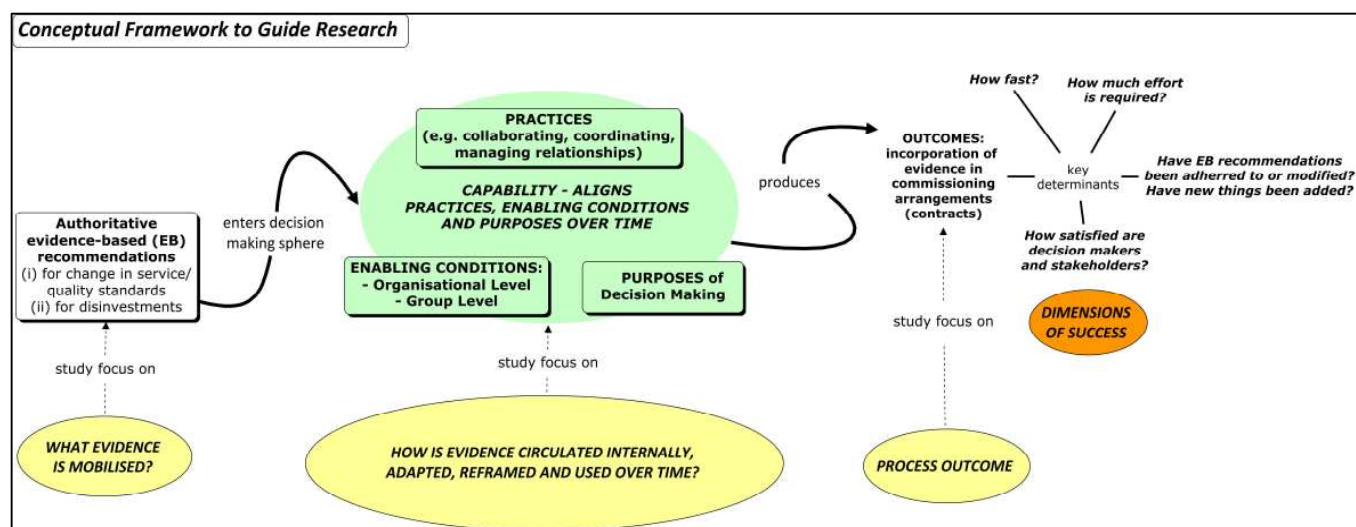 Conceptual Framework to Guide Research
Authoritative
evidence-based (EB)
recommendations
(i) for change in service/
quality standards
(ii) for disinvestments
enters decision
making sphere
PRACTICES
(e.g. collaborating, coordinating,
managing relationships)
CAPABILITY - ALIGNS
PRACTICES, ENABLING CONDITIONS
AND PURPOSES OVER TIME
ENABLING CONDITIONS:
- Organisational Level
- Group Level
PURPOSES of
Decision Making
produces
OUTCOMES:
incorporation of
evidence in
commissioning
arrangements
(contracts)
key
determinants
How fast?
How much effort
is required?
Have EB recommendations
been adhered to or modified?
Have new things been added?
How satisfied are
decision makers
and stakeholders?
DIMENSIONS
OF SUCCESS
study focus on
study focus on
study focus on
WHAT EVIDENCE
IS MOBILISED?
HOW IS EVIDENCE CIRCULATED INTERNALLY,
ADAPTED, REFRAMED AND USED OVER TIME?
PROCESS OUTCOME